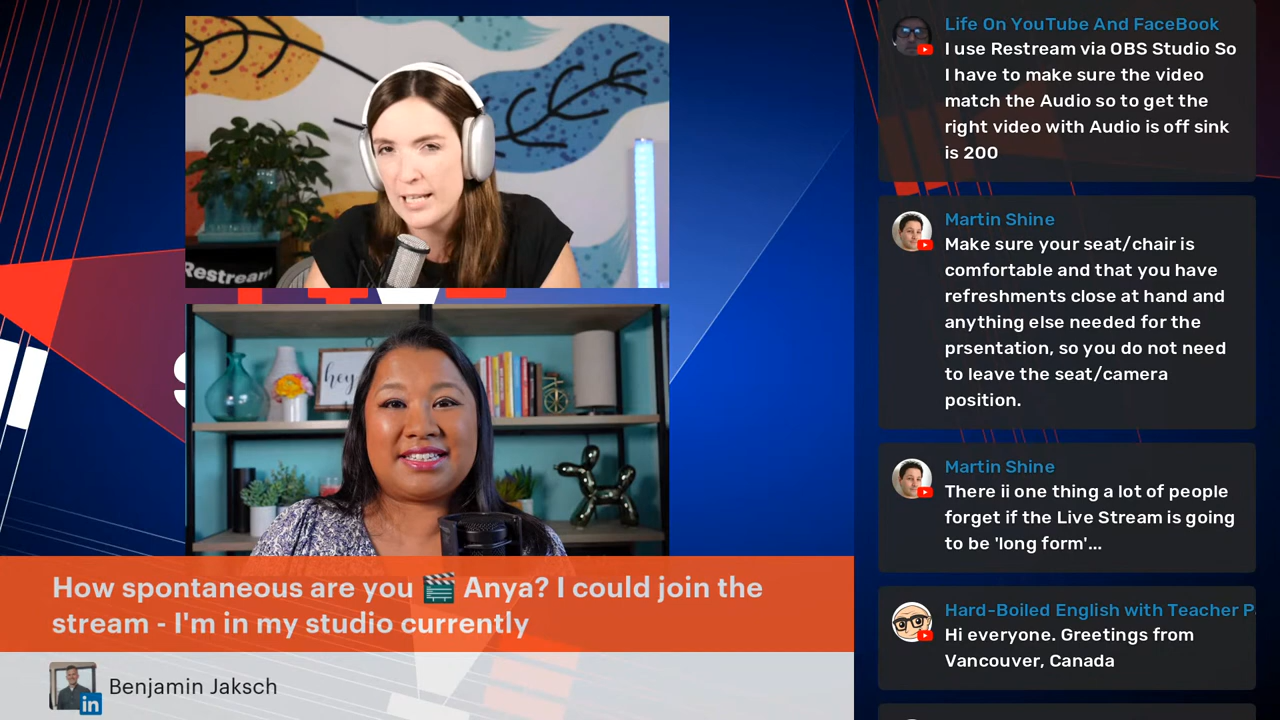 Restream
hey
How spontaneous are you 🎬 Anya? I could join the
stream - I'm in my studio currently
Benjamin Jaksch
in
Life On YouTube And FaceBook
I use Restream via OBS Studio So
I have to make sure the video
match the Audio so to get the
right video with Audio is off sink
is 200
Martin Shine
Make sure your seat/chair is
comfortable and that you have
refreshments close at hand and
anything else needed for the
prsentation, so you do not need
to leave the seat/camera
position.
Martin Shine
There ii one thing a lot of people
forget if the Live Stream is going
to be 'long form'...
Hard-Boiled English with Teacher P
Hi everyone. Greetings from
Vancouver, Canada